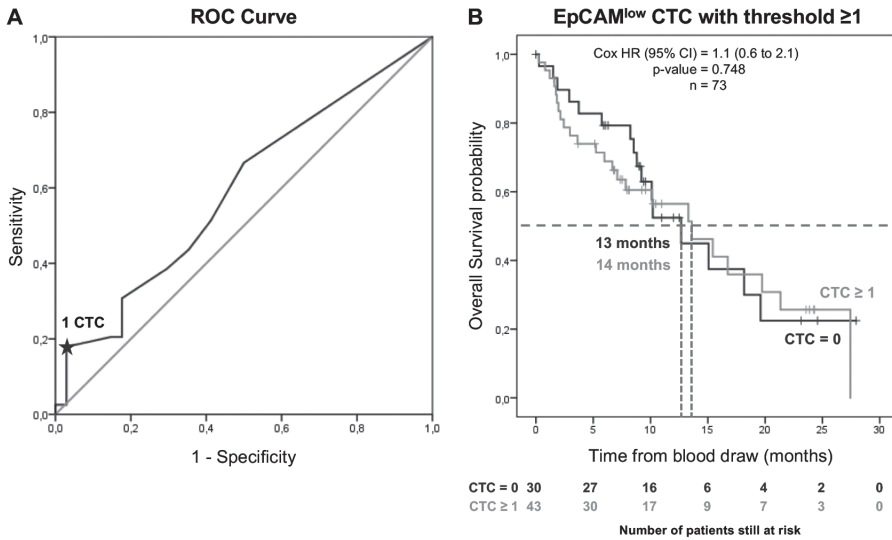 A
ROC Curve
1,0
0,8
0,6
0,4
0,2
0,0
0,0
0,2
0,4
0,6
0,8
1,0
Sensitivity
1 - Specificity
1 CTC
B
EpCAMlow CTC with threshold ≥1
Cox HR (95% CI) = 1.1 (0.6 to 2.1)
p-value = 0.748
n = 73
1,0
0,8
0,6
0,4
0,2
0,0
Overall Survival probability
13 months
14 months
CTC ≥ 1
CTC = 0
0 5 10 15 20 25 30
Time from blood draw (months)
CTC = 0 30 27 16 6 4 2 0
CTC ≥ 1 43 30 17 9 7 3 0
Number of patients still at risk